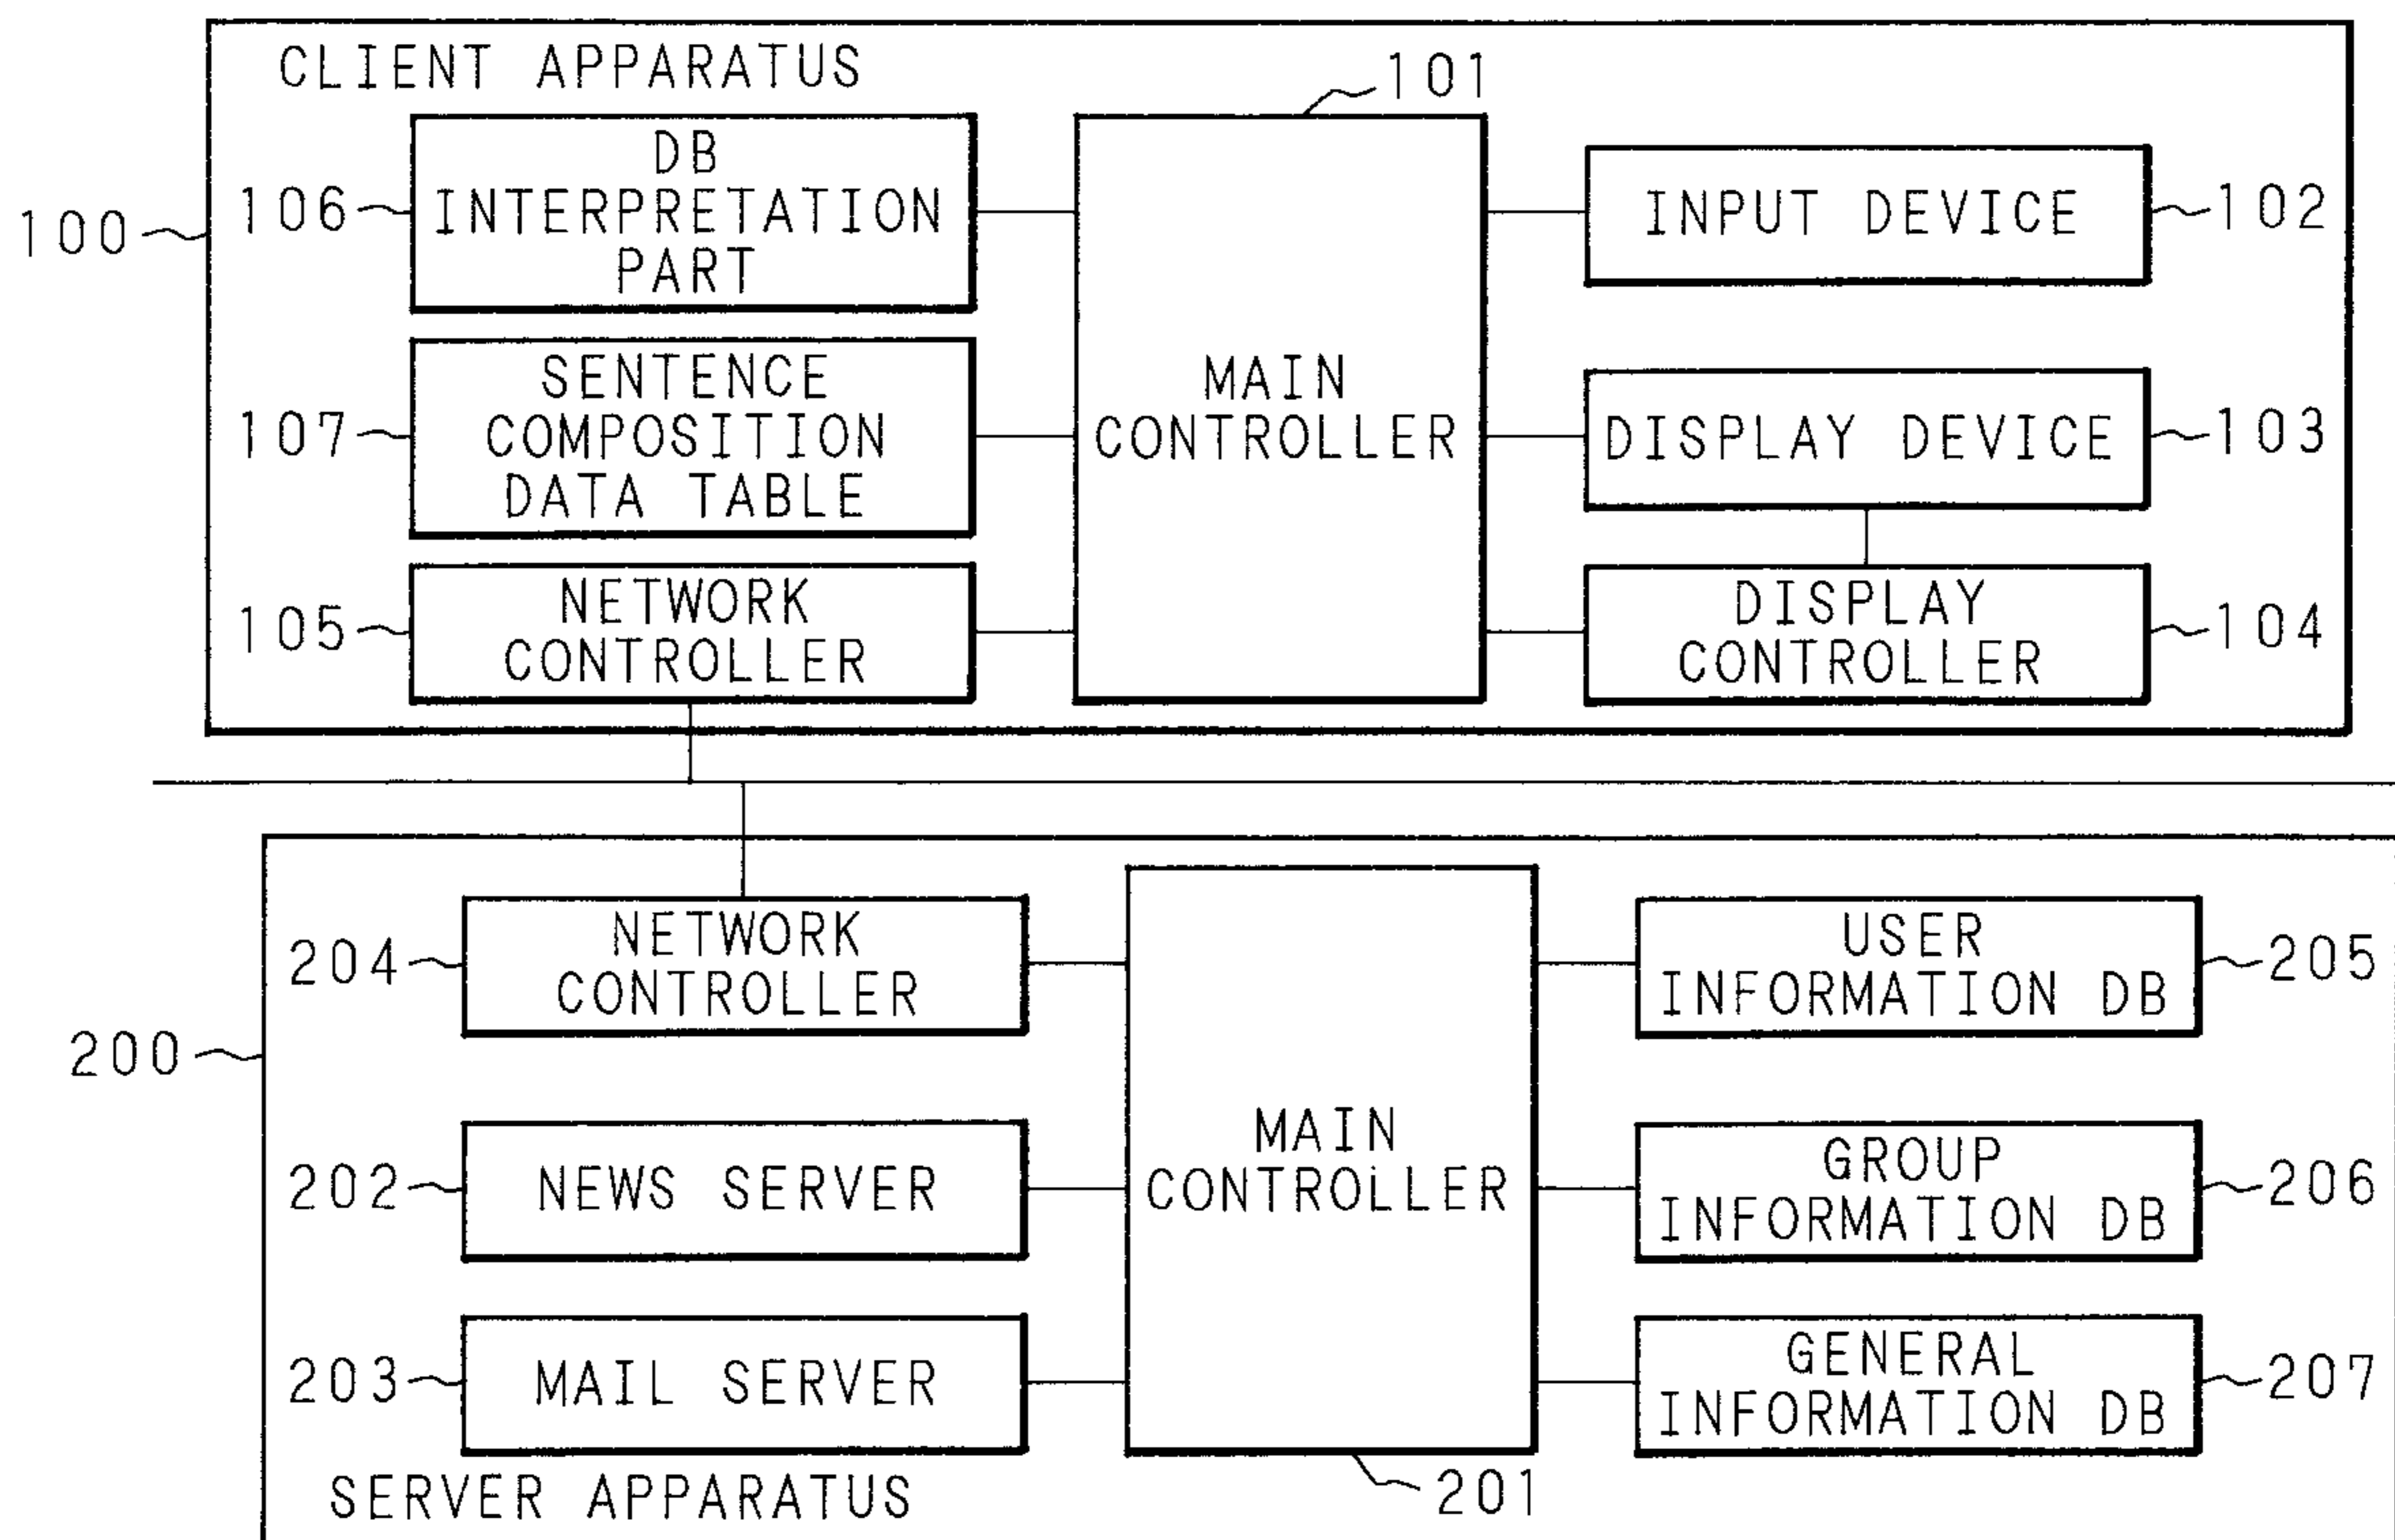 CLIENT APPARATUS
101
100
106
DB
INTERPRETATION
PART
107
SENTENCE
COMPOSITION
DATA TABLE
105
NETWORK
CONTROLLER
MAIN
CONTROLLER
INPUT DEVICE
102
DISPLAY DEVICE
103
DISPLAY
CONTROLLER
104
200
204
NETWORK
CONTROLLER
202
NEWS SERVER
203
MAIL SERVER
MAIN
CONTROLLER
USER
INFORMATION DB
205
GROUP
INFORMATION DB
206
GENERAL
INFORMATION DB
207
SERVER APPARATUS
201